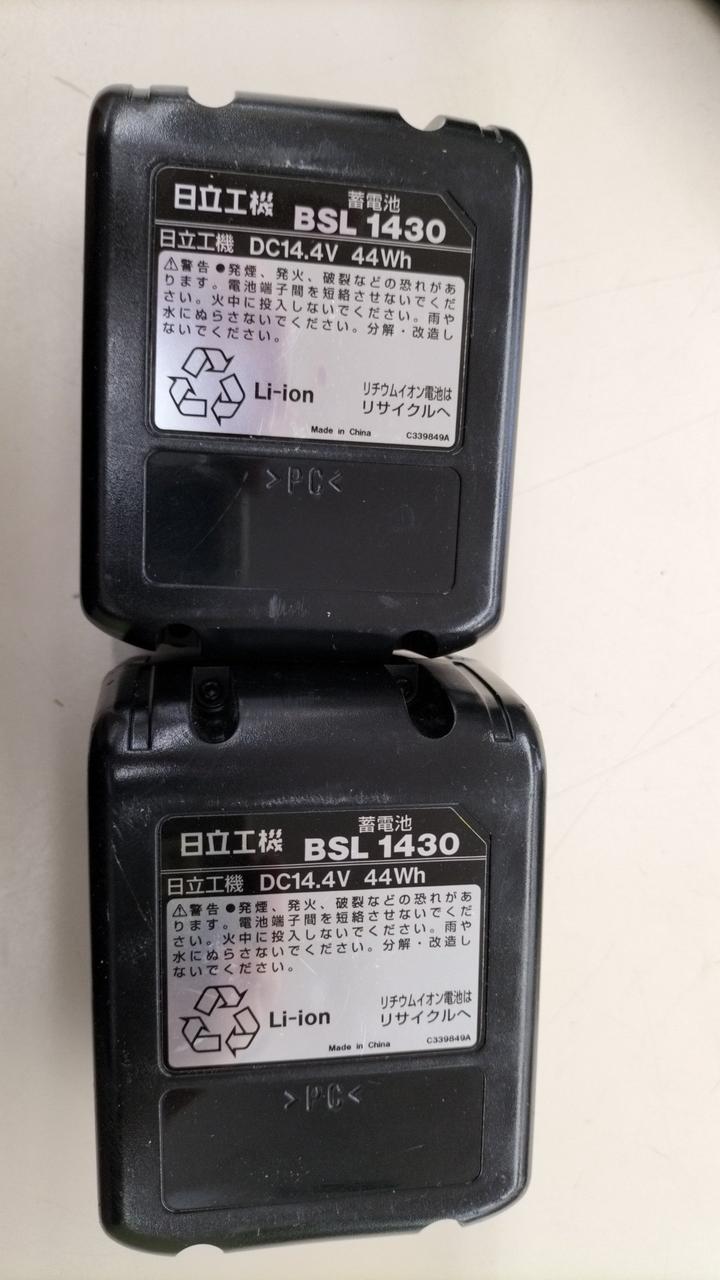 日立工機 蓄電池
BSL 1430
日立工機 DC14.4V 44Wh
⚠警告 ●発煙、発火、破裂などの恐れがあ
ります。電池端子間を短絡させないでくだ
さい。火中に投入しないでください。雨や
水にぬらさないでください。分解・改造し
ないでください。
Li-ion リチウムイオン電池は
リサイクルへ
Made in China C339849A
>PC<
日立工機 蓄電池
BSL 1430
日立工機 DC14.4V 44Wh
⚠警告 ●発煙、発火、破裂などの恐れがあ
ります。電池端子間を短絡させないでくだ
さい。火中に投入しないでください。雨や
水にぬらさないでください。分解・改造し
ないでください。
Li-ion リチウムイオン電池は
リサイクルへ
Made in China C339849A
>PC<